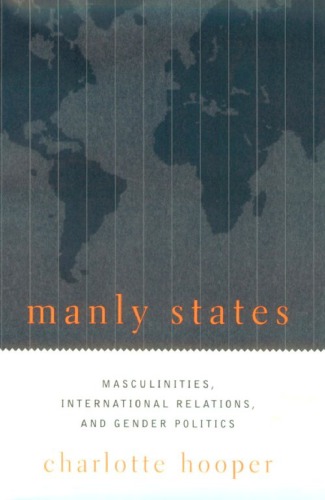 manly states
MASCULINITIES,
INTERNATIONAL RELATIONS,
AND GENDER POLITICS
charlotte hooper